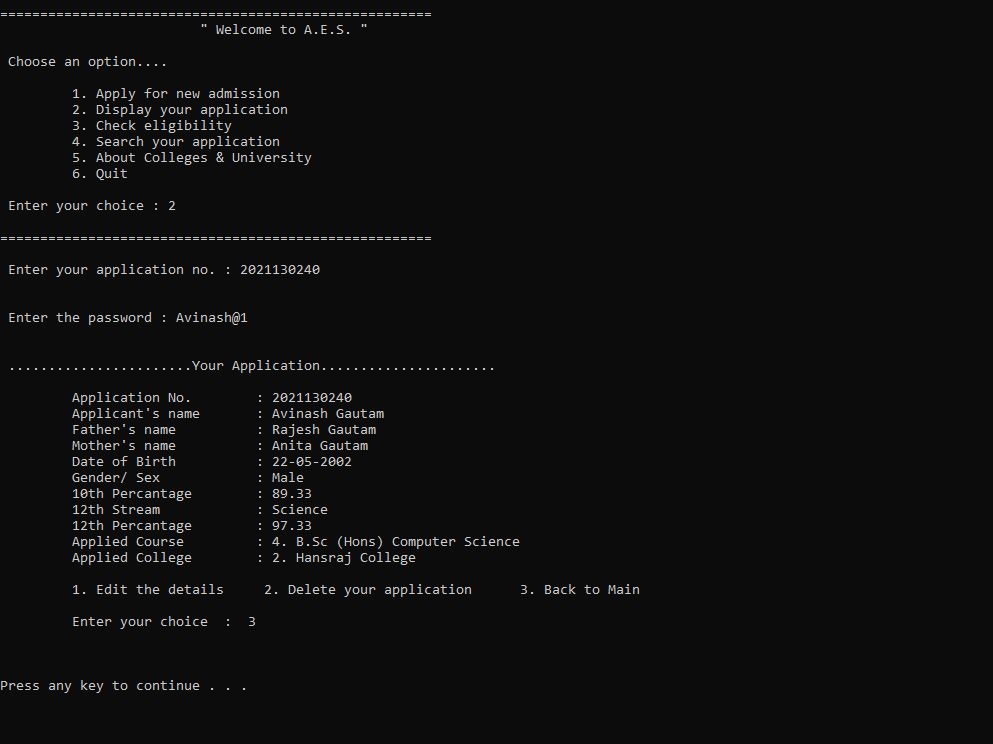 ======================================================
" Welcome to A.E.S. "
Choose an option....
1. Apply for new admission
2. Display your application
3. Check eligibility
4. Search your application
5. About Colleges & University
6. Quit
Enter your choice : 2
======================================================
Enter your application no. : 2021130240
Enter the password : Avinash@1
.......................Your Application......................
Application No. : 2021130240
Applicant's name : Avinash Gautam
Father's name : Rajesh Gautam
Mother's name : Anita Gautam
Date of Birth : 22-05-2002
Gender/ Sex : Male
10th Percantage : 89.33
12th Stream : Science
12th Percantage : 97.33
Applied Course : 4. B.Sc (Hons) Computer Science
Applied College : 2. Hansraj College
1. Edit the details 2. Delete your application 3. Back to Main
Enter your choice : 3
Press any key to continue . . .